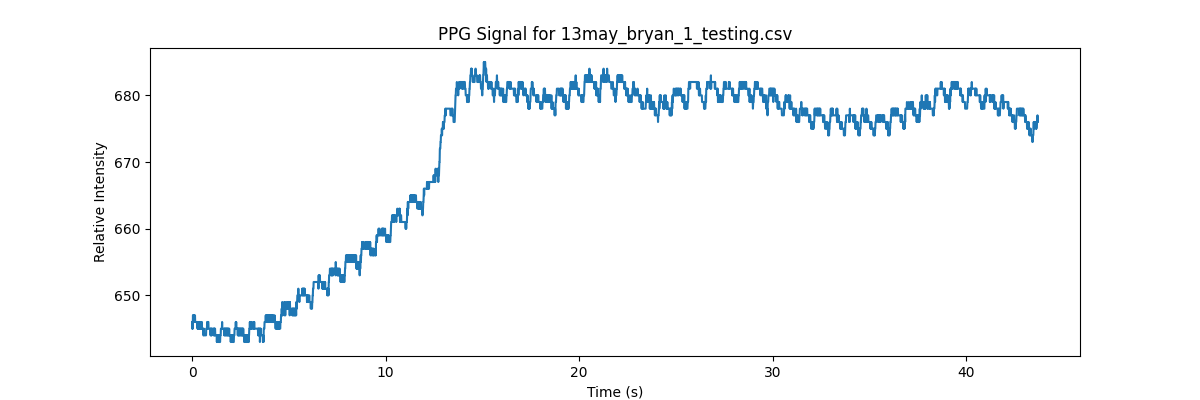 PPG Signal for 13may_bryan_1_testing.csv
680
670
660
650
Relative Intensity
0 10 20 30 40
Time (s)